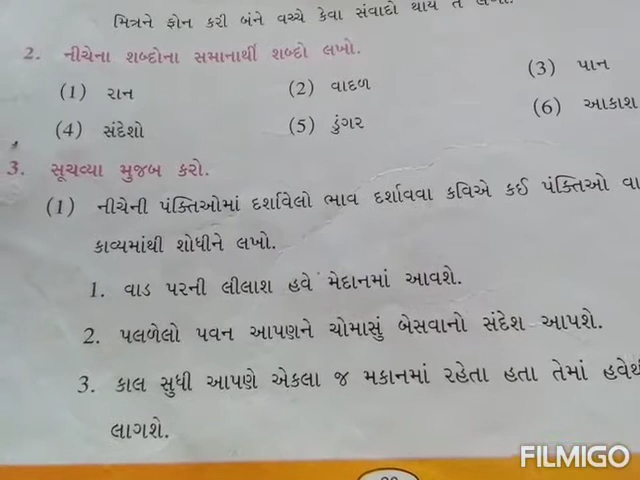 મિત્રને ફોન કરી બંને વચ્ચે કેવા સંવાદો થાય તે લખો.
2. નીચેના શબ્દોના સમાનાર્થી શબ્દો લખો.
(1) રાન (2) વાદળ (3) પાન
(4) સંદેશો (5) ડુંગર (6) આકાશ
3. સૂચવ્યા મુજબ કરો.
(1) નીચેની પંક્તિઓમાં દર્શાવેલો ભાવ દર્શાવવા કવિએ કઈ પંક્તિઓ વા
કાવ્યમાંથી શોધીને લખો.
1. વાડ પરની લીલાશ હવે મેદાનમાં આવશે.
2. પલળેલો પવન આપણને ચોમાસું બેસવાનો સંદેશ આપશે.
3. કાલ સુધી આપણે એકલા જ મકાનમાં રહેતા હતા તેમાં હવેથી
લાગશે.
FILMIGO